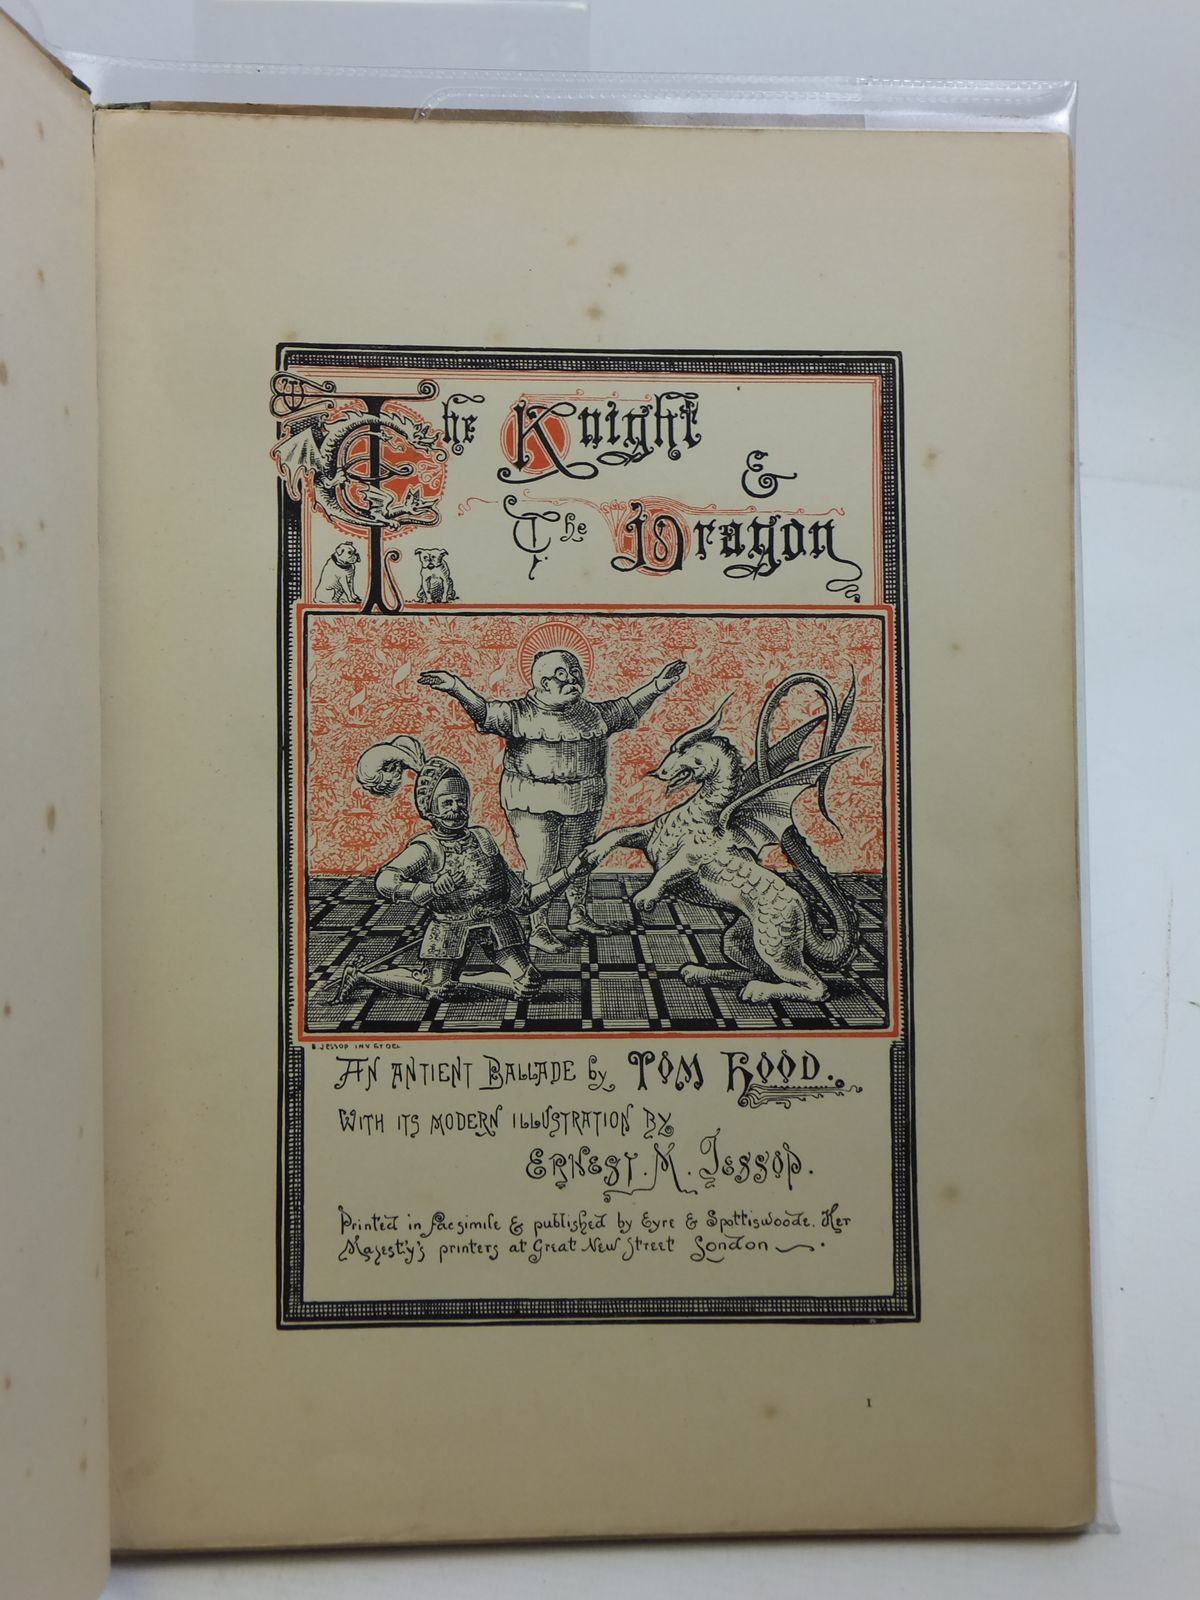 The Knight
&
The Dragon
E. JESSOP INV ET DEL
AN ANTIENT BALLADE by TOM HOOD.
WITH ITS MODERN ILLUSTRATION BY
ERNEST. M. JESSOP.
Printed in facsimile & published by Eyre & Spottiswoode. Her
Majesty's printers at Great New Street London
I